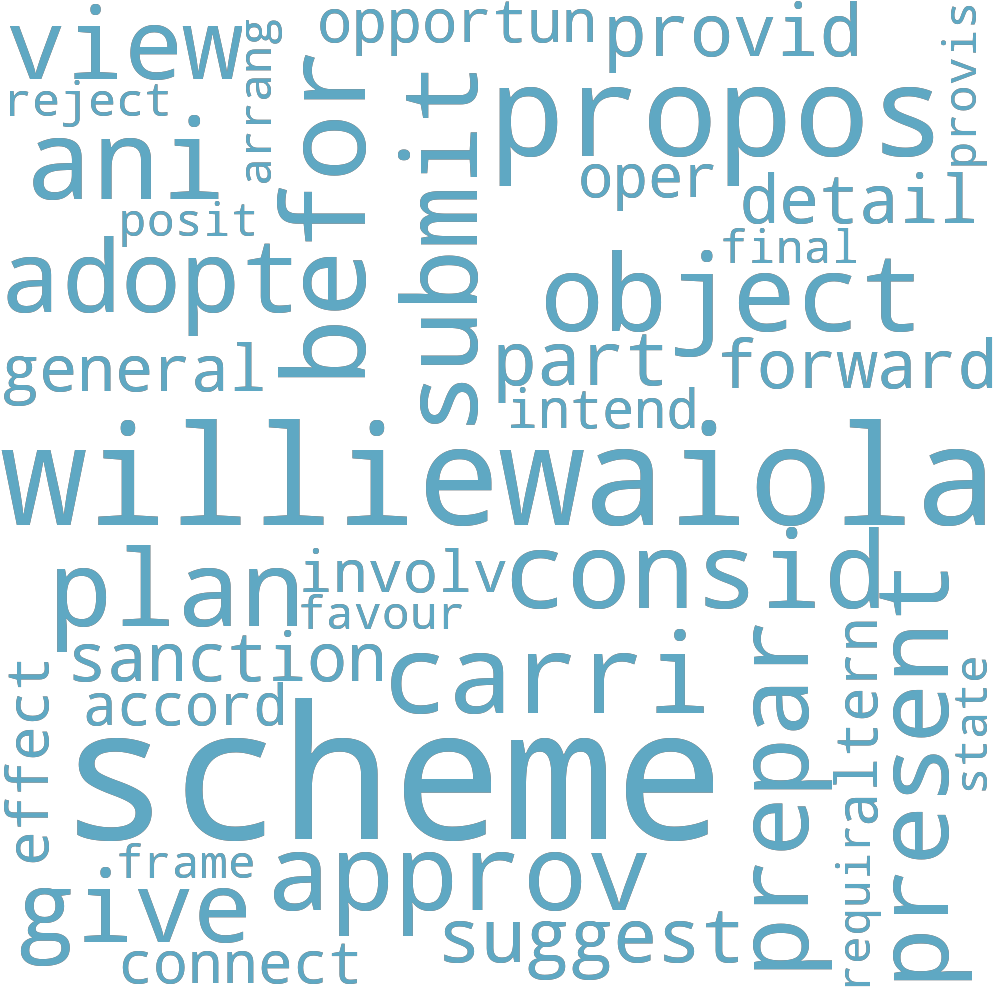 view
opportun
provid
provis
reject
arrang
befor
submit
propos
ani
oper
detail
posit
final
adopt
object
general
part
forward
intend
williewaiola
plan
involv
consid
favour
sanction
carri
prepar
altern
present
accord
state
effect
scheme
frame
approv
requir
give
suggest
connect